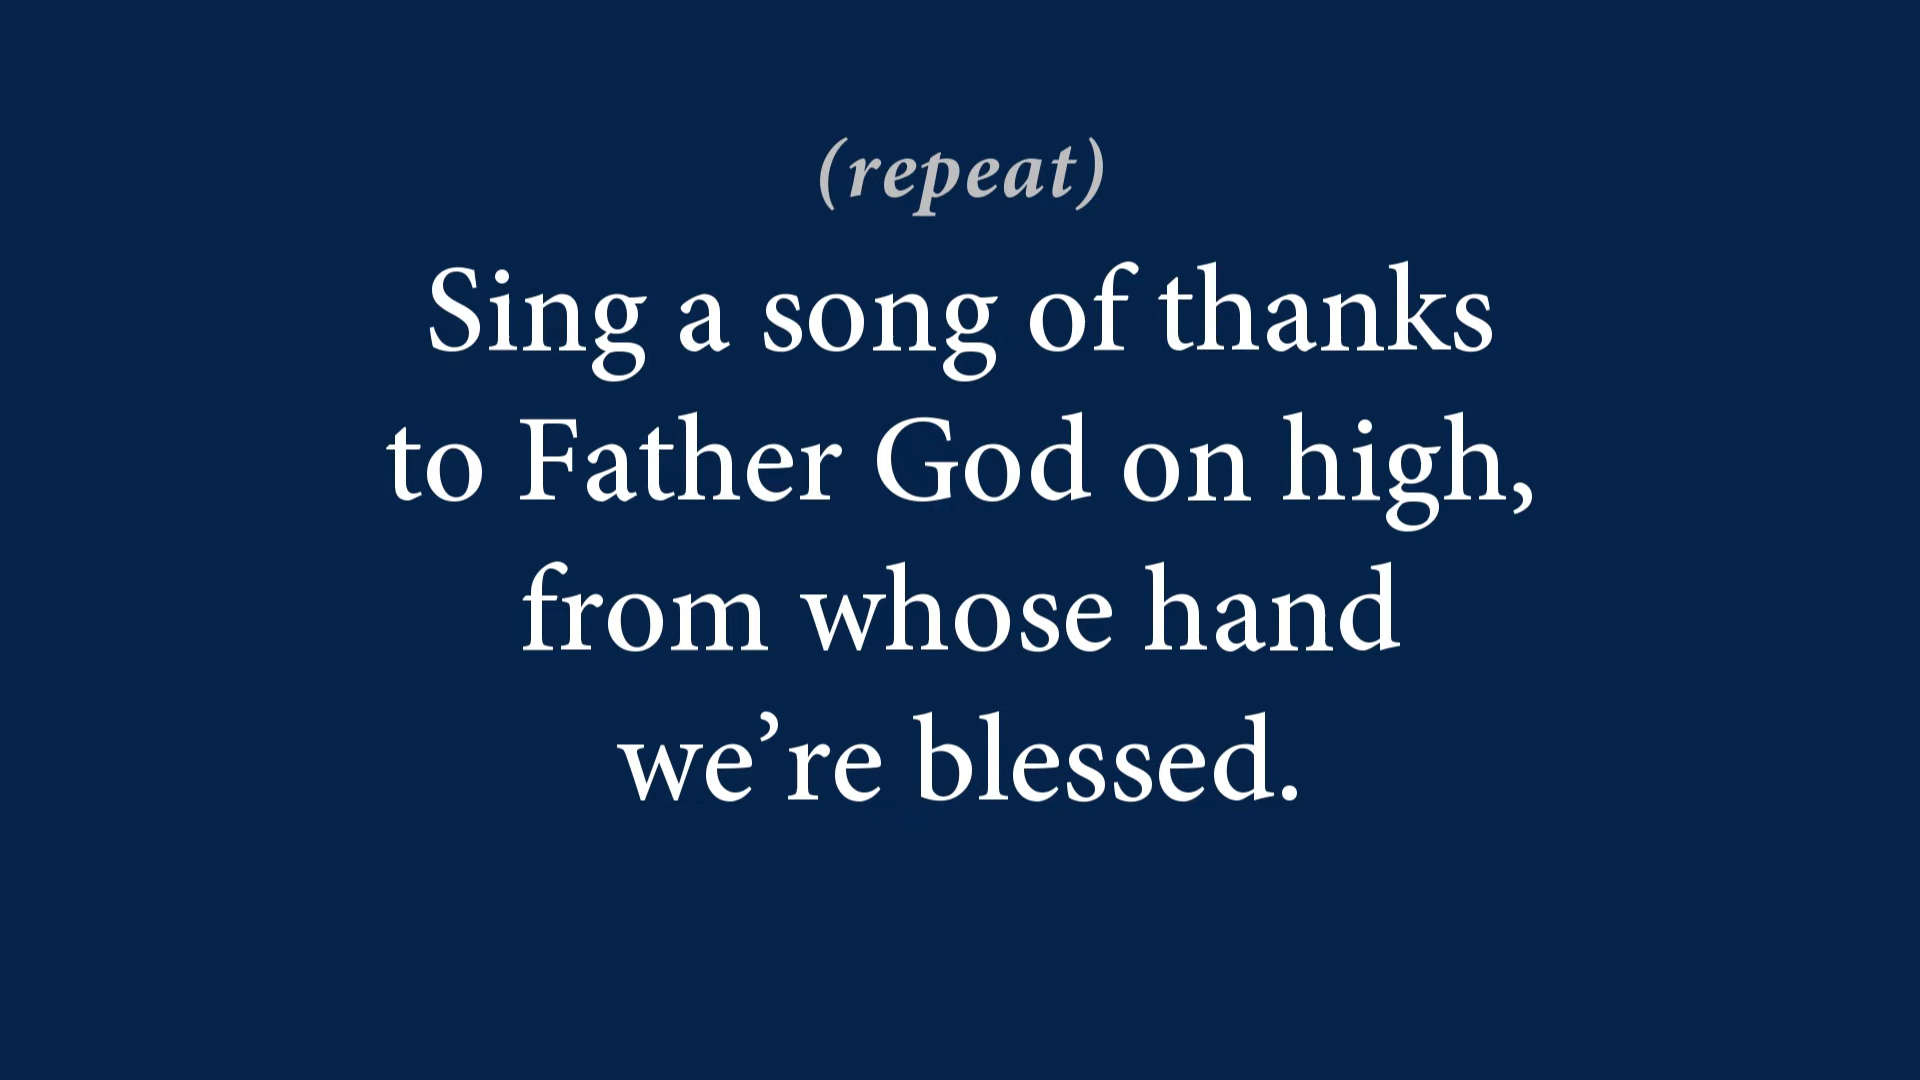 (repeat)
Sing a song of thanks
to Father God on high,
from whose hand
we’re blessed.